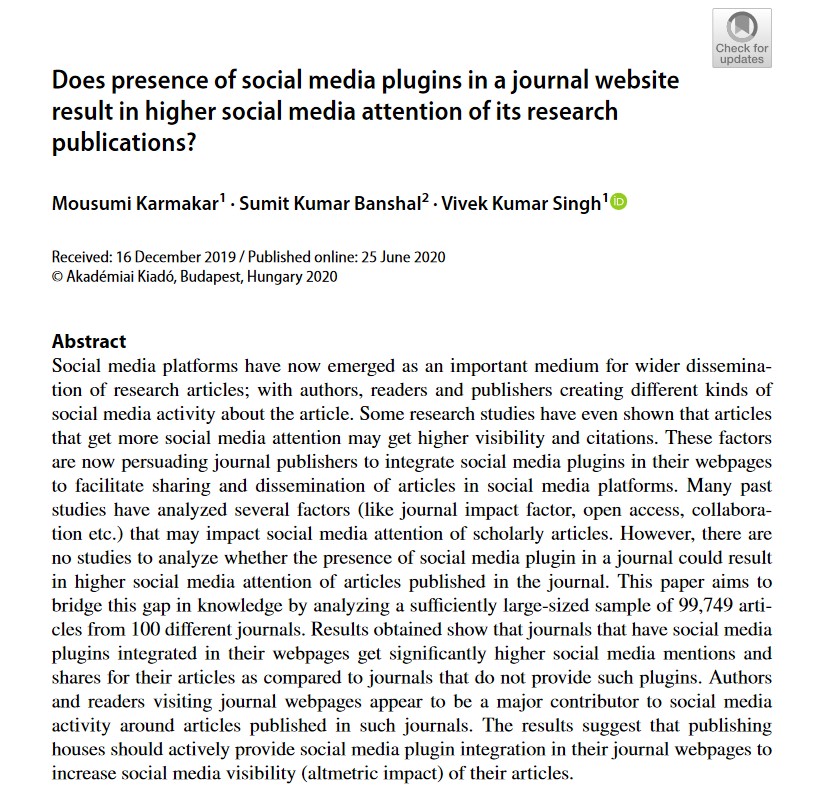 Check for
updates
Does presence of social media plugins in a journal website
result in higher social media attention of its research
publications?
Mousumi Karmakar¹ · Sumit Kumar Banshal² · Vivek Kumar Singh¹ iD
Received: 16 December 2019 / Published online: 25 June 2020
© Akadémiai Kiadó, Budapest, Hungary 2020
Abstract
Social media platforms have now emerged as an important medium for wider dissemina-
tion of research articles; with authors, readers and publishers creating different kinds of
social media activity about the article. Some research studies have even shown that articles
that get more social media attention may get higher visibility and citations. These factors
are now persuading journal publishers to integrate social media plugins in their webpages
to facilitate sharing and dissemination of articles in social media platforms. Many past
studies have analyzed several factors (like journal impact factor, open access, collabora-
tion etc.) that may impact social media attention of scholarly articles. However, there are
no studies to analyze whether the presence of social media plugin in a journal could result
in higher social media attention of articles published in the journal. This paper aims to
bridge this gap in knowledge by analyzing a sufficiently large-sized sample of 99,749 arti-
cles from 100 different journals. Results obtained show that journals that have social media
plugins integrated in their webpages get significantly higher social media mentions and
shares for their articles as compared to journals that do not provide such plugins. Authors
and readers visiting journal webpages appear to be a major contributor to social media
activity around articles published in such journals. The results suggest that publishing
houses should actively provide social media plugin integration in their journal webpages to
increase social media visibility (altmetric impact) of their articles.